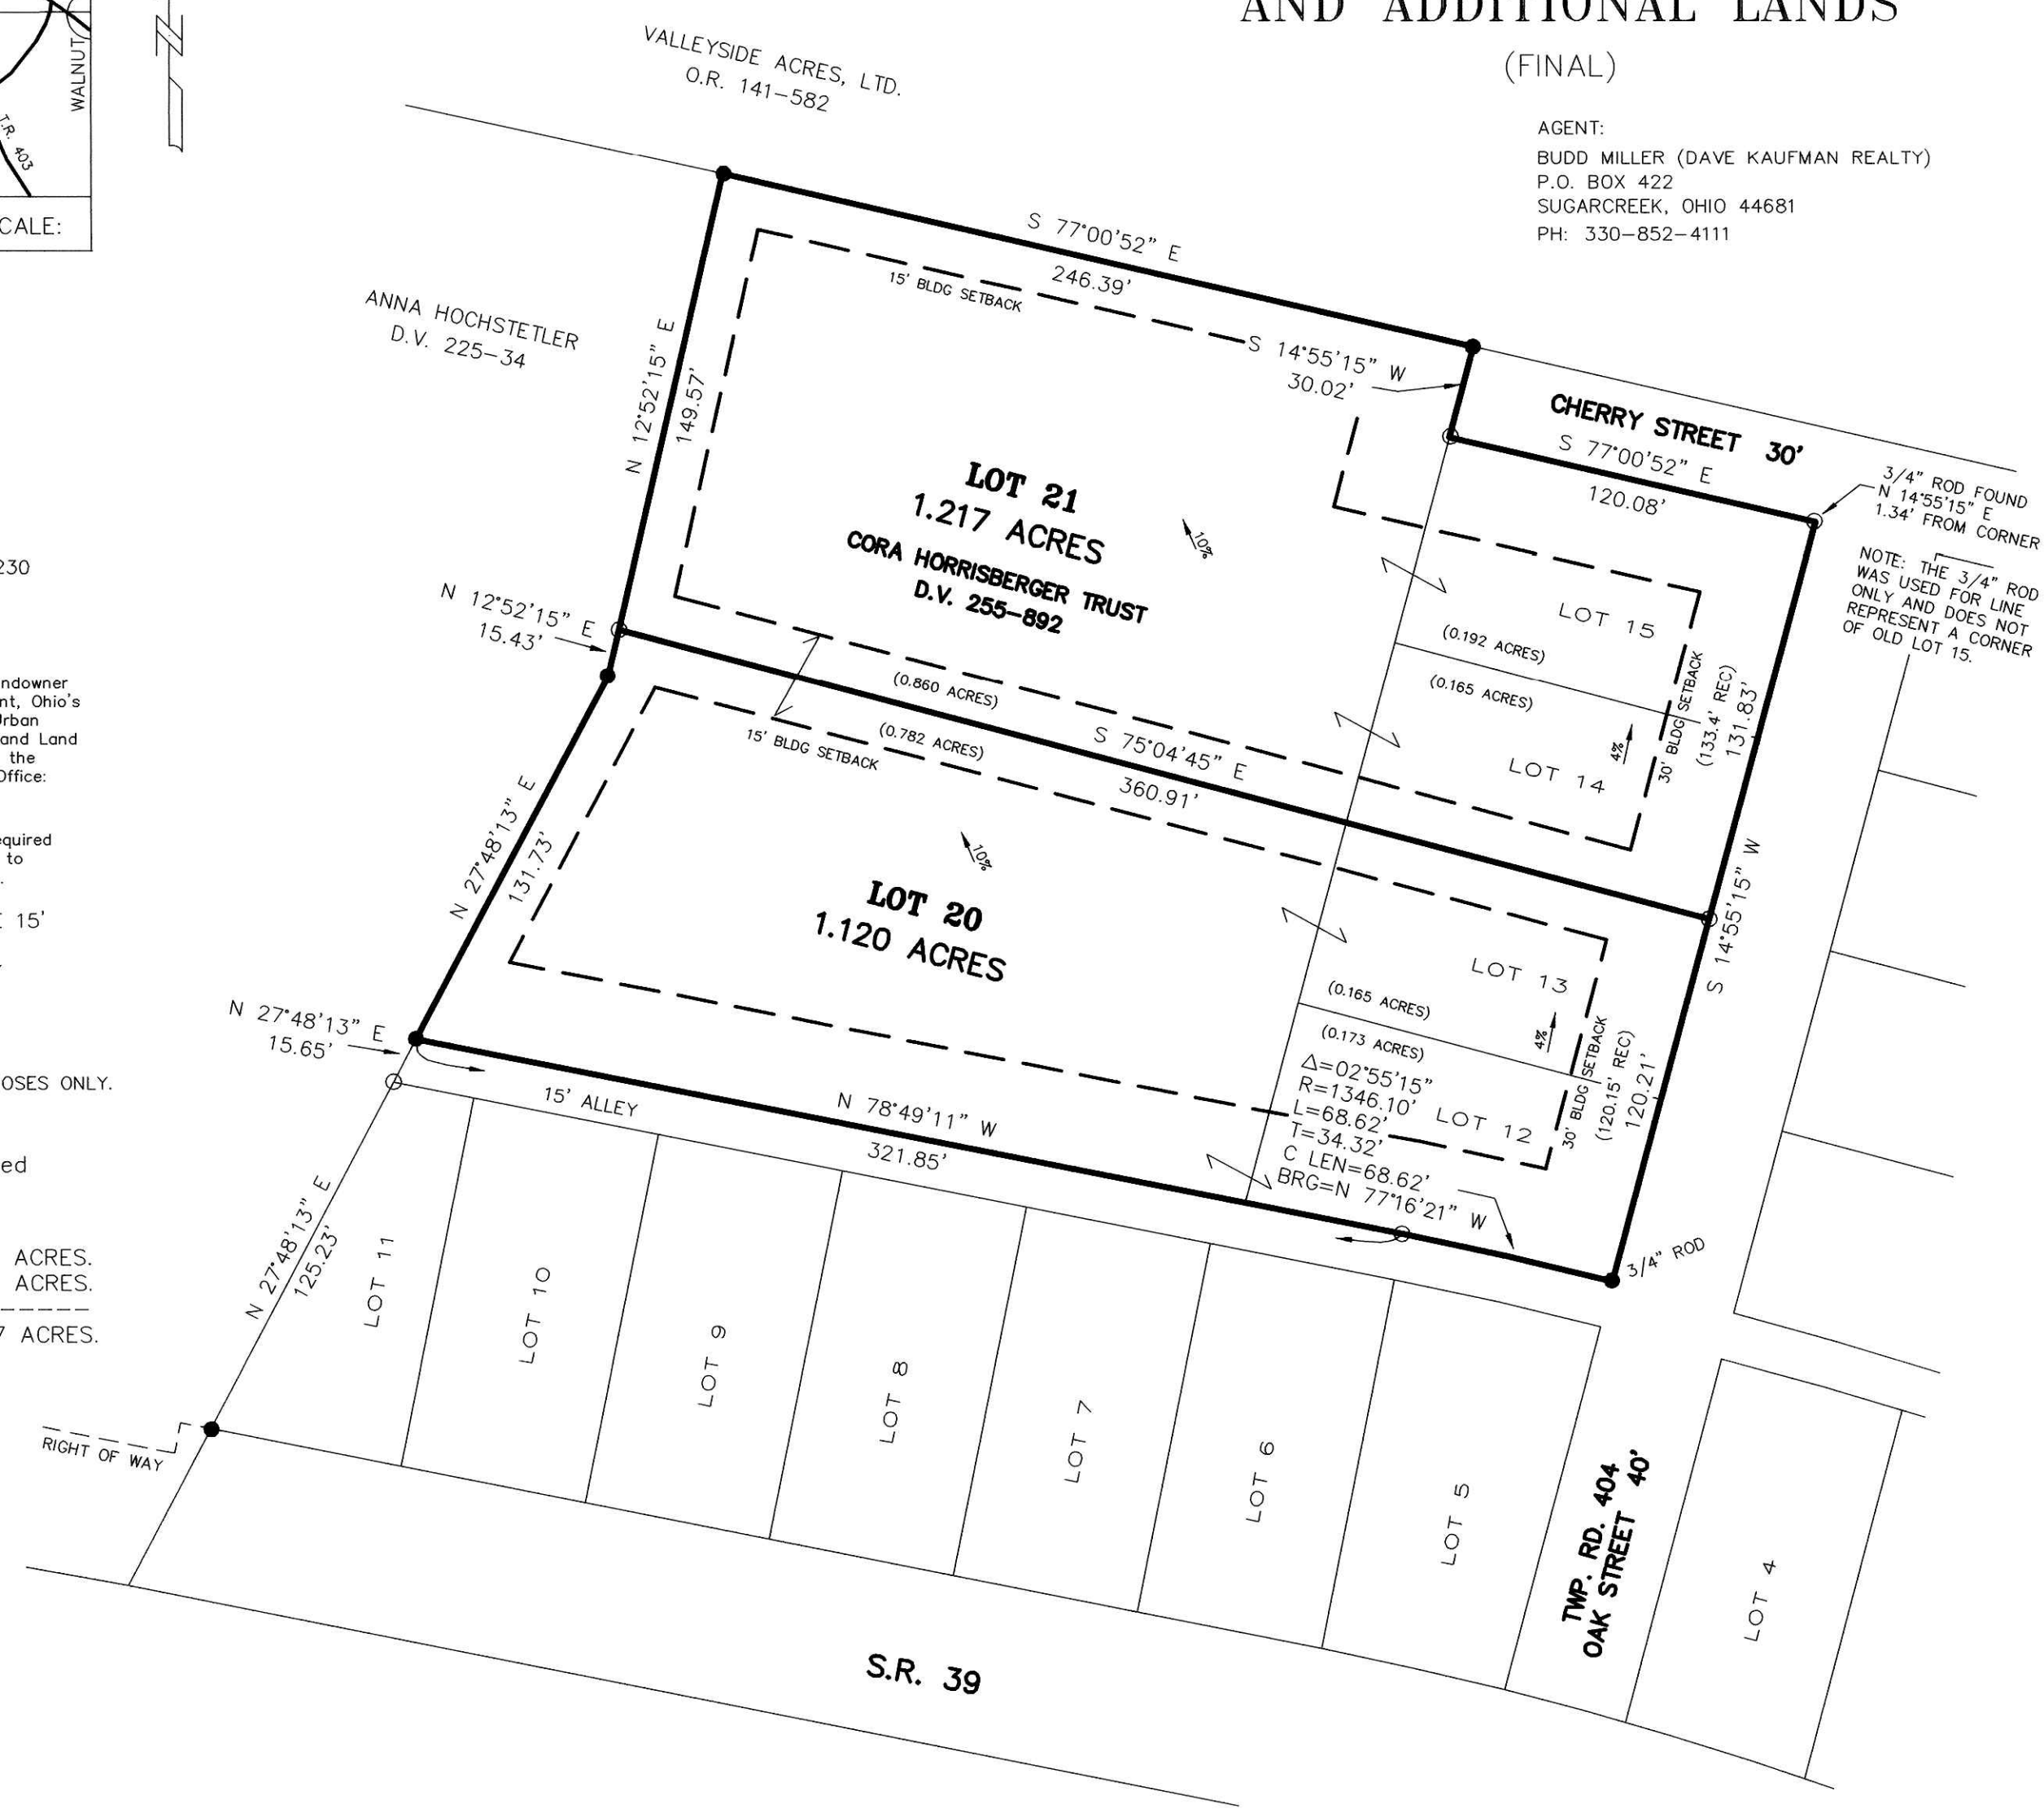 AND ADDITIONAL LANDS
(FINAL)
WALNUT
T.R. 403
SCALE:
VALLEYSIDE ACRES, LTD.
O.R. 141-582
AGENT:
BUDD MILLER (DAVE KAUFMAN REALTY)
P.O. BOX 422
SUGARCREEK, OHIO 44681
PH: 330-852-4111
ANNA HOCHSTETLER
D.V. 225-34
S 77°00'52" E
246.39'
15' BLDG SETBACK
S 14°55'15" W
30.02'
N 12°52'15" E
149.57'
CHERRY STREET 30'
S 77°00'52" E
120.08'
3/4" ROD FOUND
N 14°55'15" E
1.34' FROM CORNER
NOTE: THE 3/4" ROD
WAS USED FOR LINE
ONLY AND DOES NOT
REPRESENT A CORNER
OF OLD LOT 15.
LOT 21
1.217 ACRES
CORA HORRISBERGER TRUST
D.V. 255-892
10%
LOT 15
(0.192 ACRES)
(0.165 ACRES)
LOT 14
4%
30' BLDG SETBACK
(133.4' REC)
131.83'
N 12°52'15" E
15.43'
(0.860 ACRES)
(0.782 ACRES)
15' BLDG SETBACK
S 75°04'45" E
360.91'
N 27°48'13" E
131.73'
10%
LOT 20
1.120 ACRES
S 14°55'15" W
LOT 13
(0.165 ACRES)
(0.173 ACRES)
4%
30' BLDG SETBACK
(120.15' REC)
120.21'
Δ=02°55'15"
R=1346.10'
L=68.62'
T=34.32'
C LEN=68.62'
BRG=N 77°16'21" W
LOT 12
3/4" ROD
N 27°48'13" E
15.65'
15' ALLEY
N 78°49'11" W
321.85'
N 27°48'13" E
125.23'
LOT 11
LOT 10
LOT 9
LOT 8
LOT 7
LOT 6
LOT 5
TWP. RD. 404
OAK STREET 40'
LOT 4
RIGHT OF WAY
S.R. 39
230
ndowner
nt, Ohio's
Urban
and Land
the
Office:
equired
to
15'
OSES ONLY.
ed
ACRES.
ACRES.
7 ACRES.